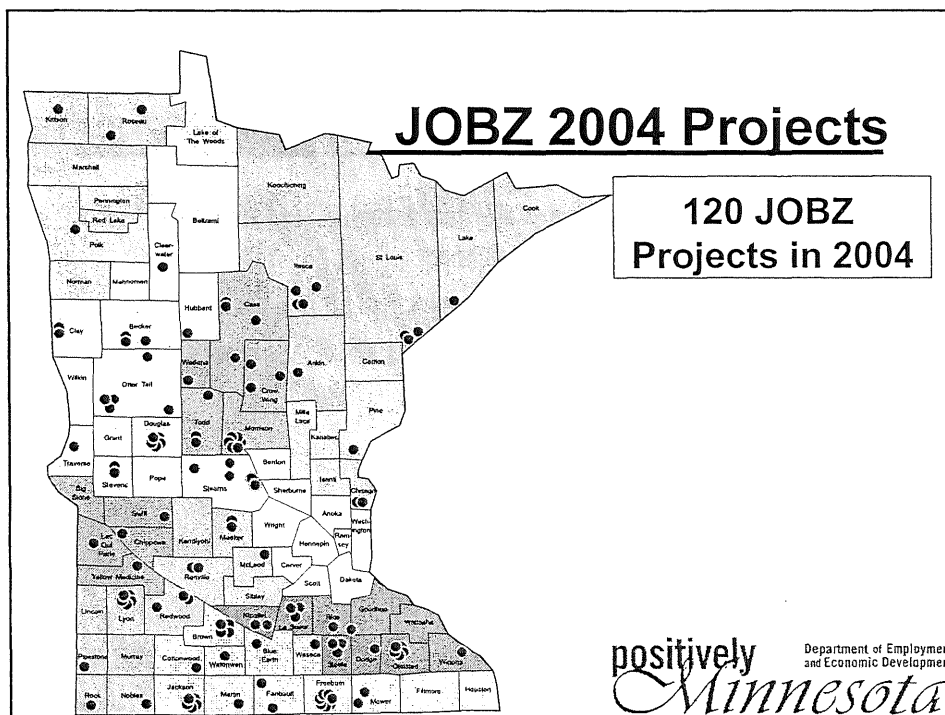 JOBZ 2004 Projects
120 JOBZ
Projects in 2004
Kittson
Roseau
Lake of
The Woods
Marshall
Koochiching
Pennington
Red Lake
Beltrami
Cook
Polk
Clear-
water
Lake
St Louis
Itasca
Norman
Mahnomen
Cass
Hubbard
Clay
Becker
Wadena
Aitkin
Carlton
Crow
Wing
Wilkin
Otter Tail
Pine
Mille
Lacs
Todd
Morrison
Grant
Douglas
Kanabec
Traverse
Benton
Stevens
Pope
Stearns
Isanti
Big
Stone
Sherburne
Chisago
Swift
Anoka
Wash-
ington
Wright
Lac
Qui
Parle
Chippewa
Kandiyohi
Meeker
Hennepin
Ram-
sey
McLeod
Carver
Yellow Medicine
Renville
Scott
Dakota
Sibley
Lincoln
Lyon
Redwood
Nicollet
Le Sueur
Rice
Goodhue
Wabasha
Brown
Pipestone
Murray
Cottonwood
Watonwan
Blue
Earth
Waseca
Steele
Dodge
Olmsted
Winona
Rock
Nobles
Jackson
Martin
Faribault
Freeborn
Mower
Fillmore
Houston
positively
Minnesota
Department of Employmen
and Economic Developmen